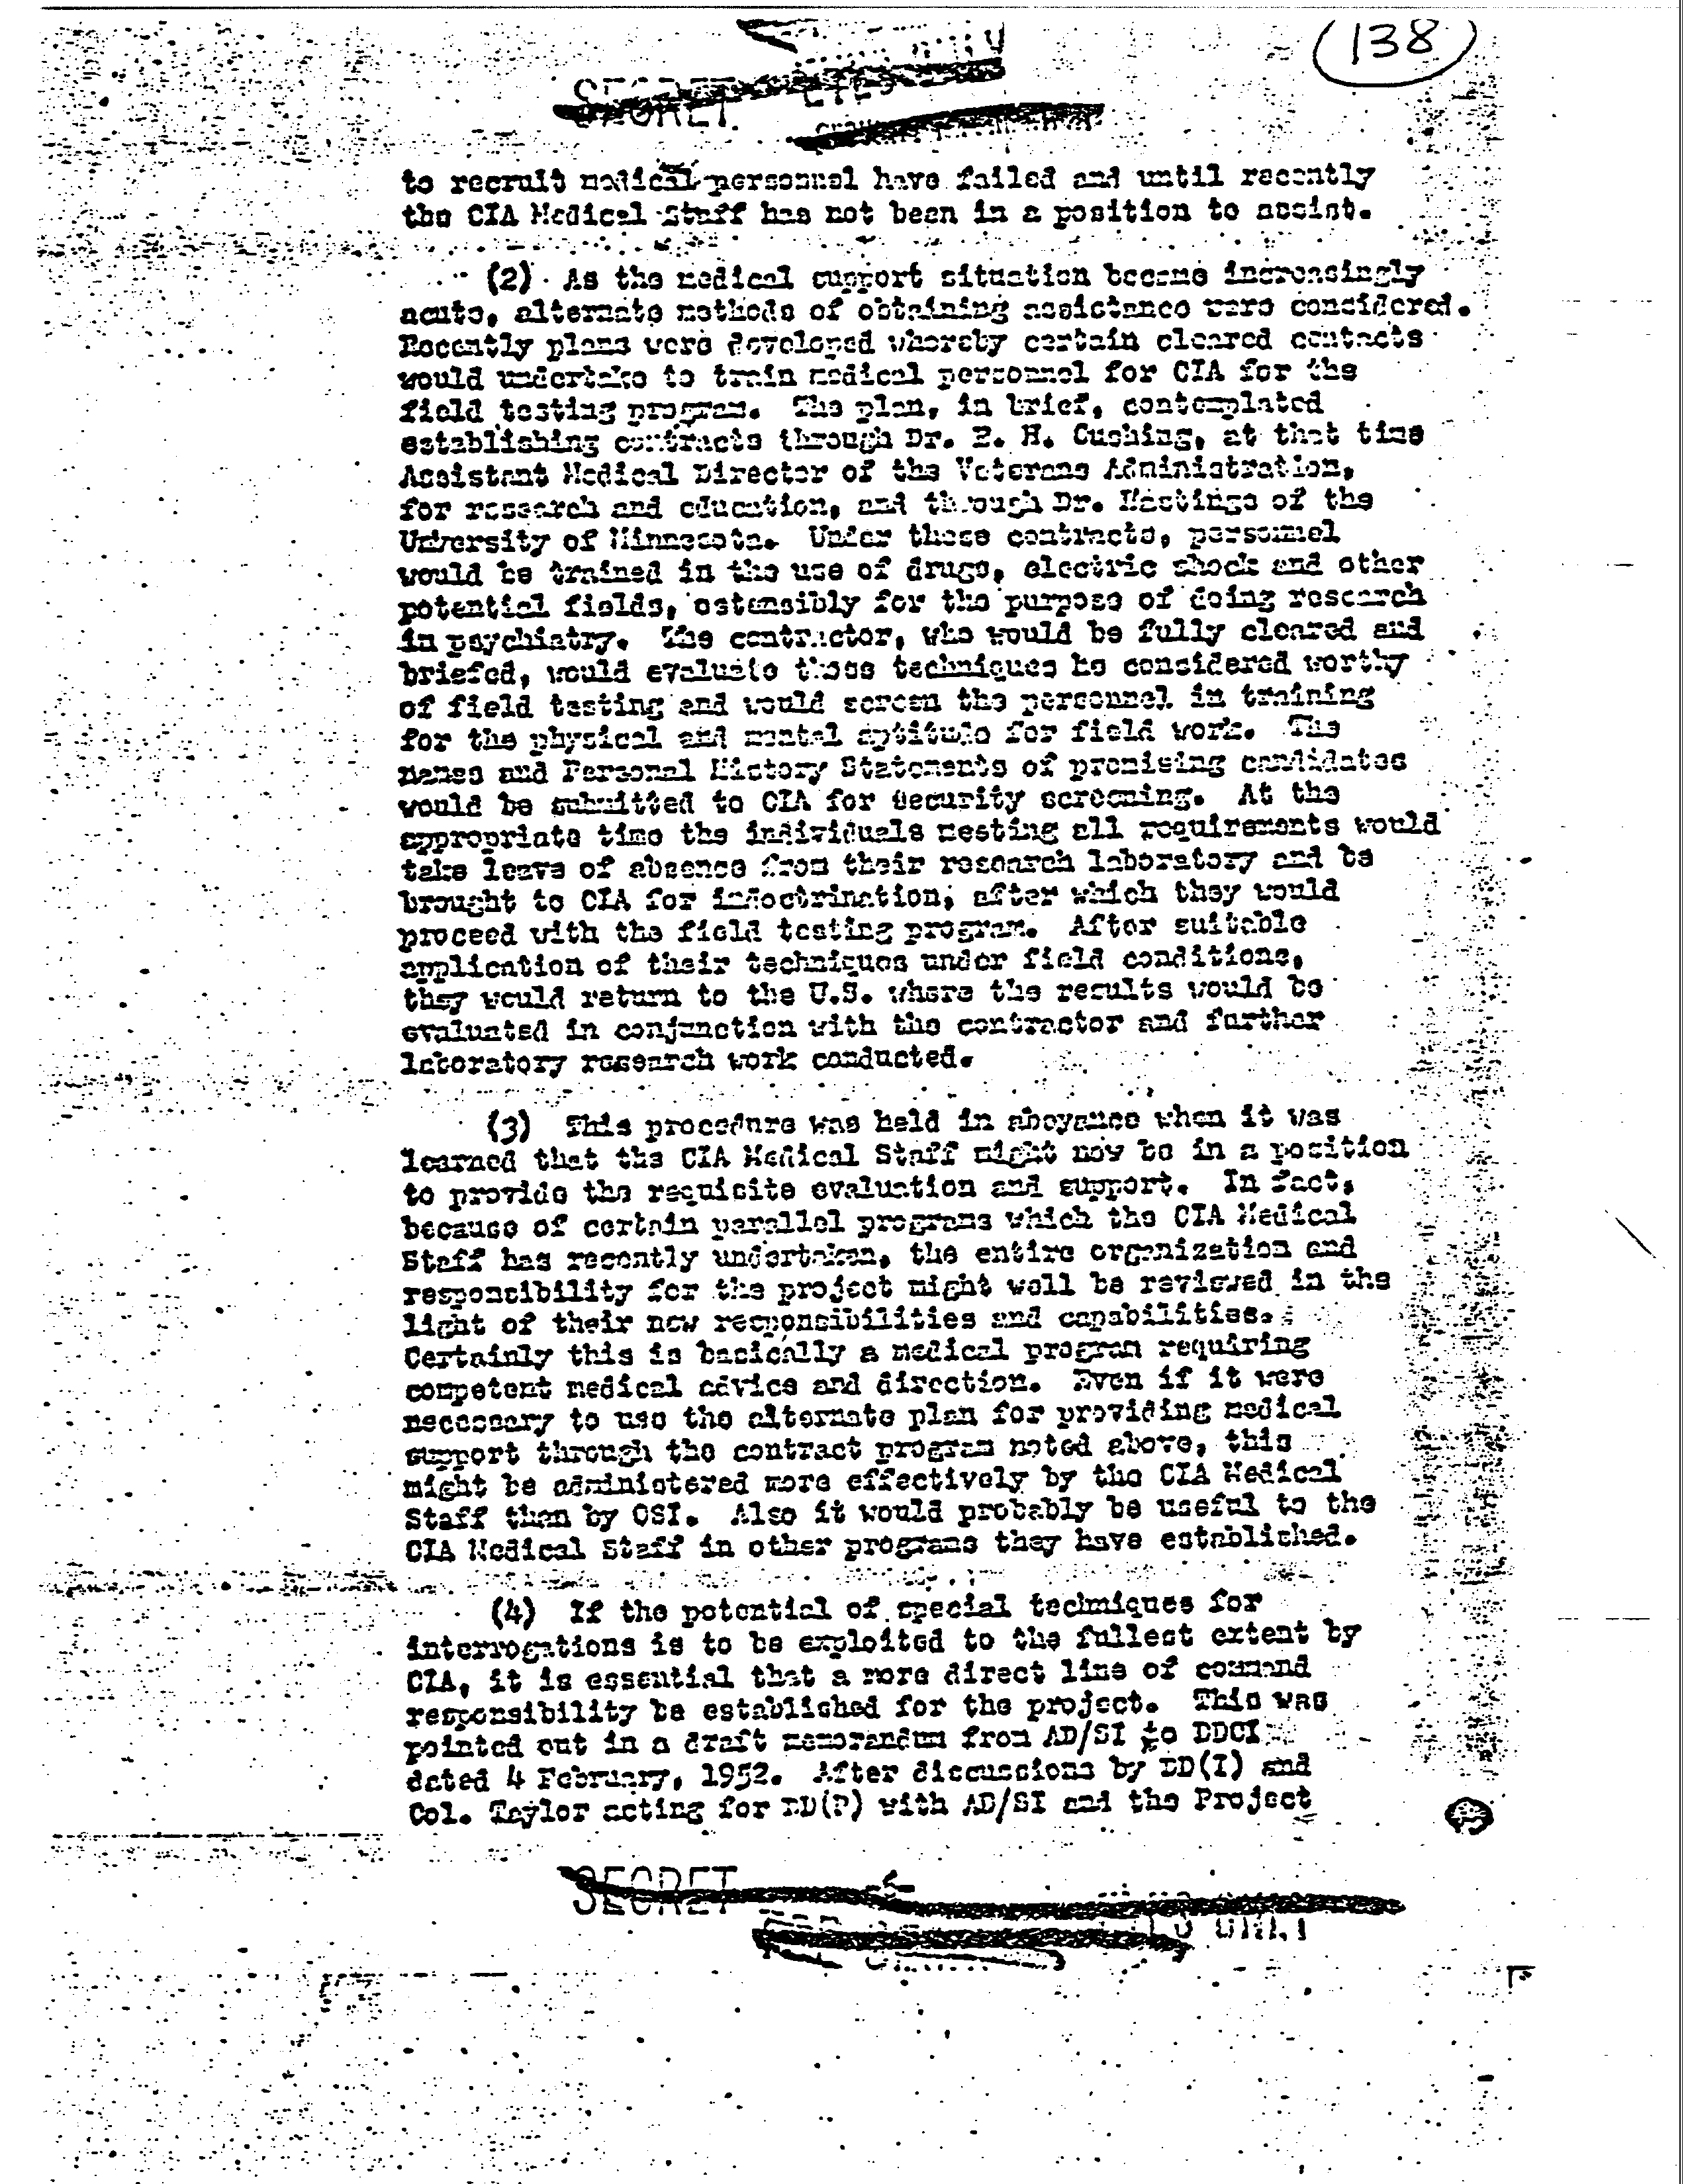 (138)
SECRET
to recruit medical personnel have failed and until recently
the CIA Medical Staff has not been in a position to assist.
(2) As the medical support situation became increasingly
acute, alternate methods of obtaining assistance were considered.
Recently plans were developed whereby certain cleared contacts
would undertake to train medical personnel for CIA for the
field testing program. The plan, in brief, contemplated
establishing contracts through Dr. E. H. Cushing, at that time
Assistant Medical Director of the Veterans Administration,
for research and education, and through Dr. Hastings of the
University of Minnesota. Under these contracts, personnel
would be trained in the use of drugs, electric shock and other
potential fields, ostensibly for the purpose of doing research
in psychiatry. The contractor, who would be fully cleared and
briefed, would evaluate those techniques he considered worthy
of field testing and would screen the personnel in training
for the physical and mental aptitude for field work. The
names and Personal History Statements of promising candidates
would be submitted to CIA for Security screening. At the
appropriate time the individuals meeting all requirements would
take leave of absence from their research laboratory and be
brought to CIA for indoctrination; after which they would
proceed with the field testing program. After suitable
application of their techniques under field conditions,
they would return to the U.S. where the results would be
evaluated in conjunction with the contractor and further
laboratory research work conducted.
(3) This procedure was held in abeyance when it was
learned that the CIA Medical Staff might now be in a position
to provide the requisite evaluation and support. In fact,
because of certain parallel programs which the CIA Medical
Staff has recently undertaken, the entire organization and
responsibility for the project might well be reviewed in the
light of their new responsibilities and capabilities.
Certainly this is basically a medical program requiring
competent medical advice and direction. Even if it were
necessary to use the alternate plan for providing medical
support through the contract program noted above, this
might be administered more effectively by the CIA Medical
Staff than by OSI. Also it would probably be useful to the
CIA Medical Staff in other programs they have established.
(4) If the potential of special techniques for
interrogations is to be exploited to the fullest extent by
CIA, it is essential that a more direct line of command
responsibility be established for the project. This was
pointed out in a draft memorandum from AD/SI to DDCI
dated 4 February, 1952. After discussions by DD(I) and
Col. Taylor acting for DD(P) with AD/SI and the Project
SECRET